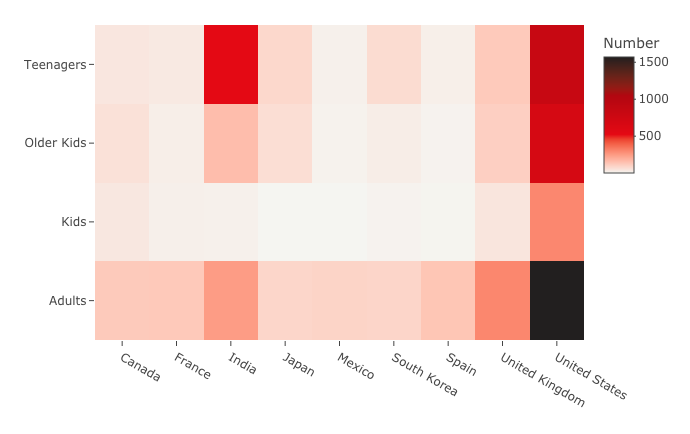 Number
1500
1000
500
Teenagers
Older Kids
Kids
Adults
Canada
France
India
Japan
Mexico
South Korea
Spain
United Kingdom
United States